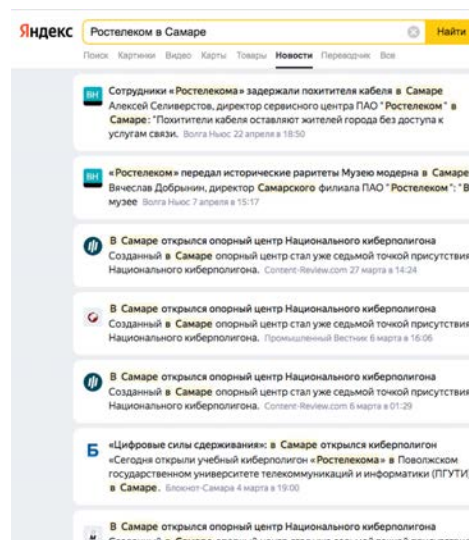 Яндекс Ростелеком в Самаре Найти
Поиск Картинки Видео Карты Товары Новости Переводчик Все
Сотрудники «Ростелекома» задержали похитителя кабеля в Самаре
Алексей Селиверстов, директор сервисного центра ПАО "Ростелеком" в
Самаре: "Похитители кабеля оставляют жителей города без доступа к
услугам связи. Волга Ньюс 22 апреля в 18:50
«Ростелеком» передал исторические раритеты Музею модерна в Самаре
Вячеслав Добрынин, директор Самарского филиала ПАО "Ростелеком": "В
музее Волга Ньюс 7 апреля в 15:17
В Самаре открылся опорный центр Национального киберполигона
Созданный в Самаре опорный центр стал уже седьмой точкой присутствия
Национального киберполигона. Content-Review.com 27 марта в 14:24
В Самаре открылся опорный центр Национального киберполигона
Созданный в Самаре опорный центр стал уже седьмой точкой присутствия
Национального киберполигона. Промышленный Вестник 6 марта в 16:06
В Самаре открылся опорный центр Национального киберполигона
Созданный в Самаре опорный центр стал уже седьмой точкой присутствия
Национального киберполигона. Content-Review.com 6 марта в 01:29
«Цифровые силы сдерживания»: в Самаре открылся киберполигон
«Сегодня открыли учебный киберполигон «Ростелекома» в Поволжском
государственном университете телекоммуникаций и информатики (ПГУТИ)
в Самаре. Блокнот-Самара 4 марта в 19:00
В Самаре открылся опорный центр Национального киберполигона